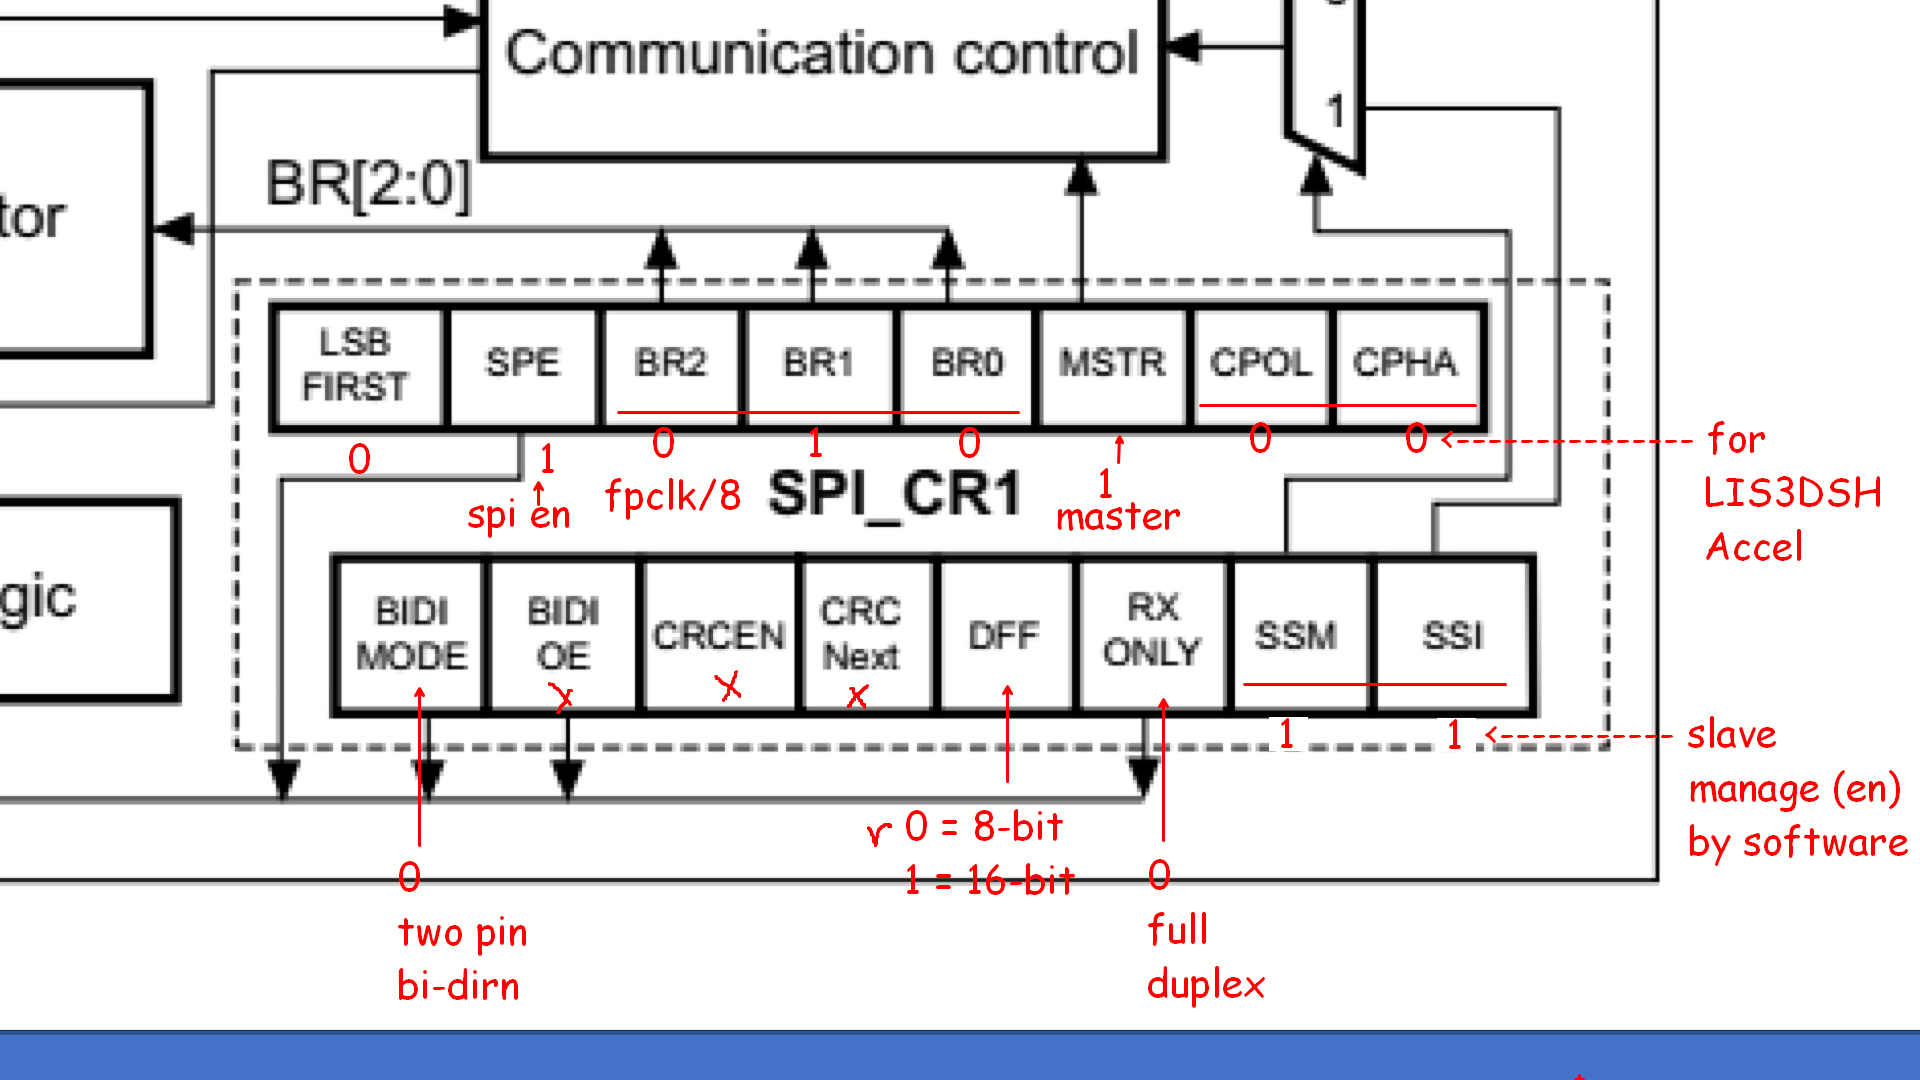 Communication control
1
BR[2:0]
tor
LSB FIRST SPE BR2 BR1 BR0 MSTR CPOL CPHA
0 1 0 1 0 1 0 0 for
LIS3DSH
Accel
spi en
fpclk/8
SPI_CR1
master
gic
BIDI MODE BIDI OE CRCEN CRC Next DFF RX ONLY SSM SSI
x X x
1 1 slave
manage (en)
by software
r 0 = 8-bit
1 = 16-bit
0
two pin
bi-dirn
0
full
duplex